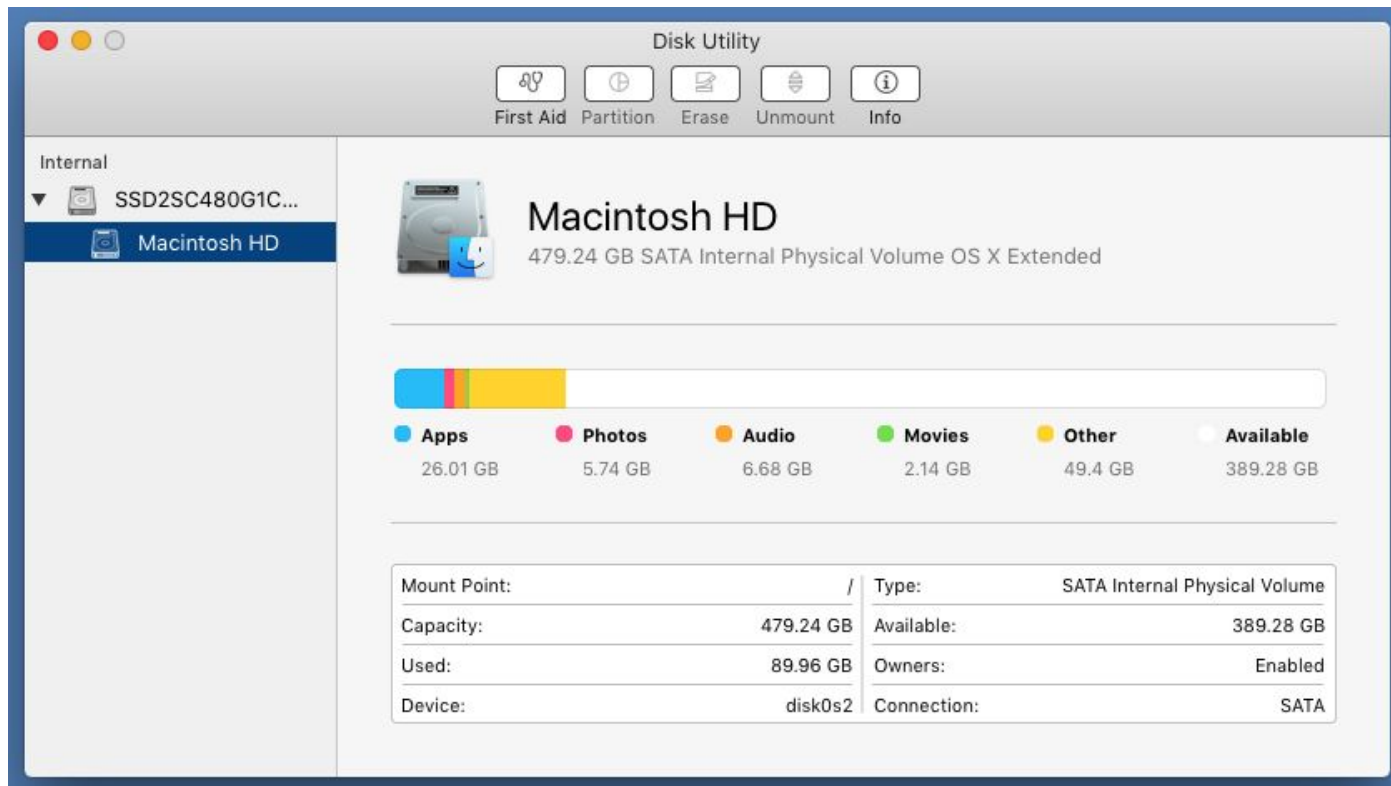 Disk Utility
First Aid Partition Erase Unmount Info
Internal
SSD2SC480G1C...
Macintosh HD
Macintosh HD
479.24 GB SATA Internal Physical Volume OS X Extended
Apps Photos Audio Movies Other Available
26.01 GB 5.74 GB 6.68 GB 2.14 GB 49.4 GB 389.28 GB
Mount Point: / Type: SATA Internal Physical Volume
Capacity: 479.24 GB Available: 389.28 GB
Used: 89.96 GB Owners: Enabled
Device: disk0s2 Connection: SATA